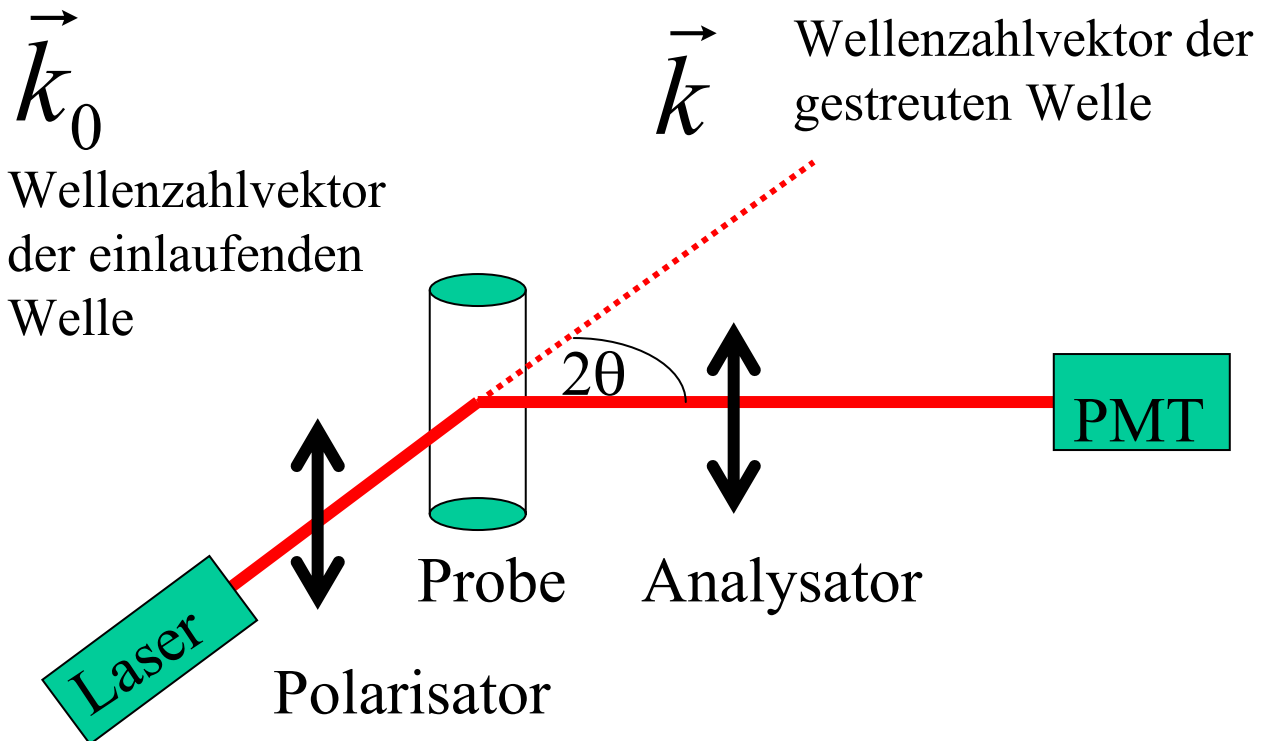 k⃗₀
Wellenzahlvektor
der einlaufenden
Welle
k⃗
Wellenzahlvektor der
gestreuten Welle
2θ
PMT
Probe
Analysator
Laser
Polarisator